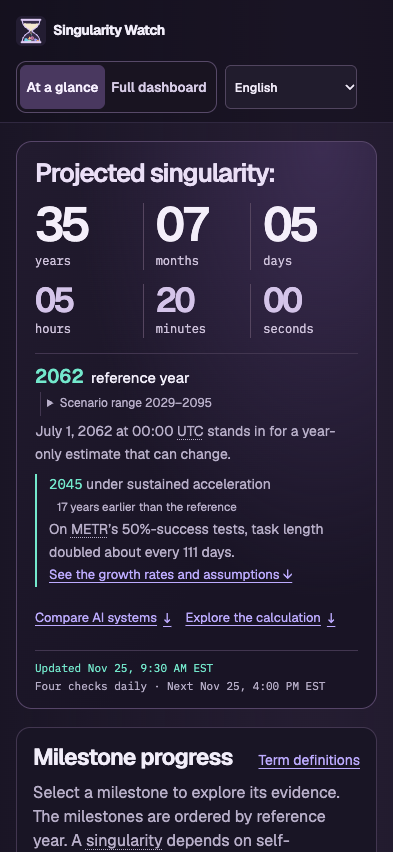 Singularity Watch
At a glance
Full dashboard
English
Projected singularity:
35 07 05
years months days
05 20 00
hours minutes seconds
2062 reference year
▶ Scenario range 2029–2095
July 1, 2062 at 00:00 UTC stands in for a year-
only estimate that can change.
2045 under sustained acceleration
17 years earlier than the reference
On METR's 50%-success tests, task length
doubled about every 111 days.
See the growth rates and assumptions ↓
Compare AI systems ↓ Explore the calculation ↓
Updated Nov 25, 9:30 AM EST
Four checks daily · Next Nov 25, 4:00 PM EST
Milestone progress
Term definitions
Select a milestone to explore its evidence.
The milestones are ordered by reference
year. A singularity depends on self-